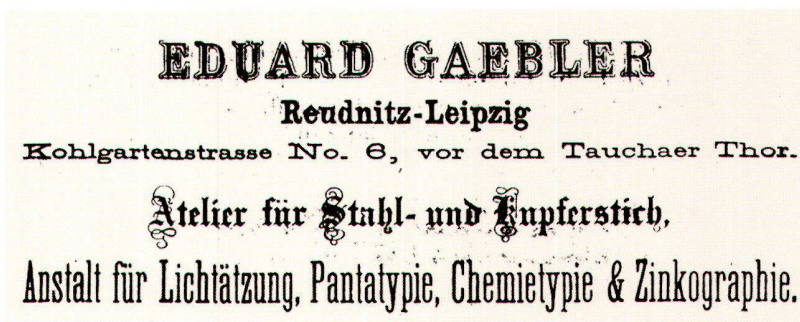 EDUARD GAEBLER
Reudnitz-Leipzig
Kohlgartenstrasse No. 6, vor dem Tauchaer Thor.
Atelier für Stahl- und Kupferstich,
Anstalt für Lichtätzung, Pantatypie, Chemietypie & Zinkographie.